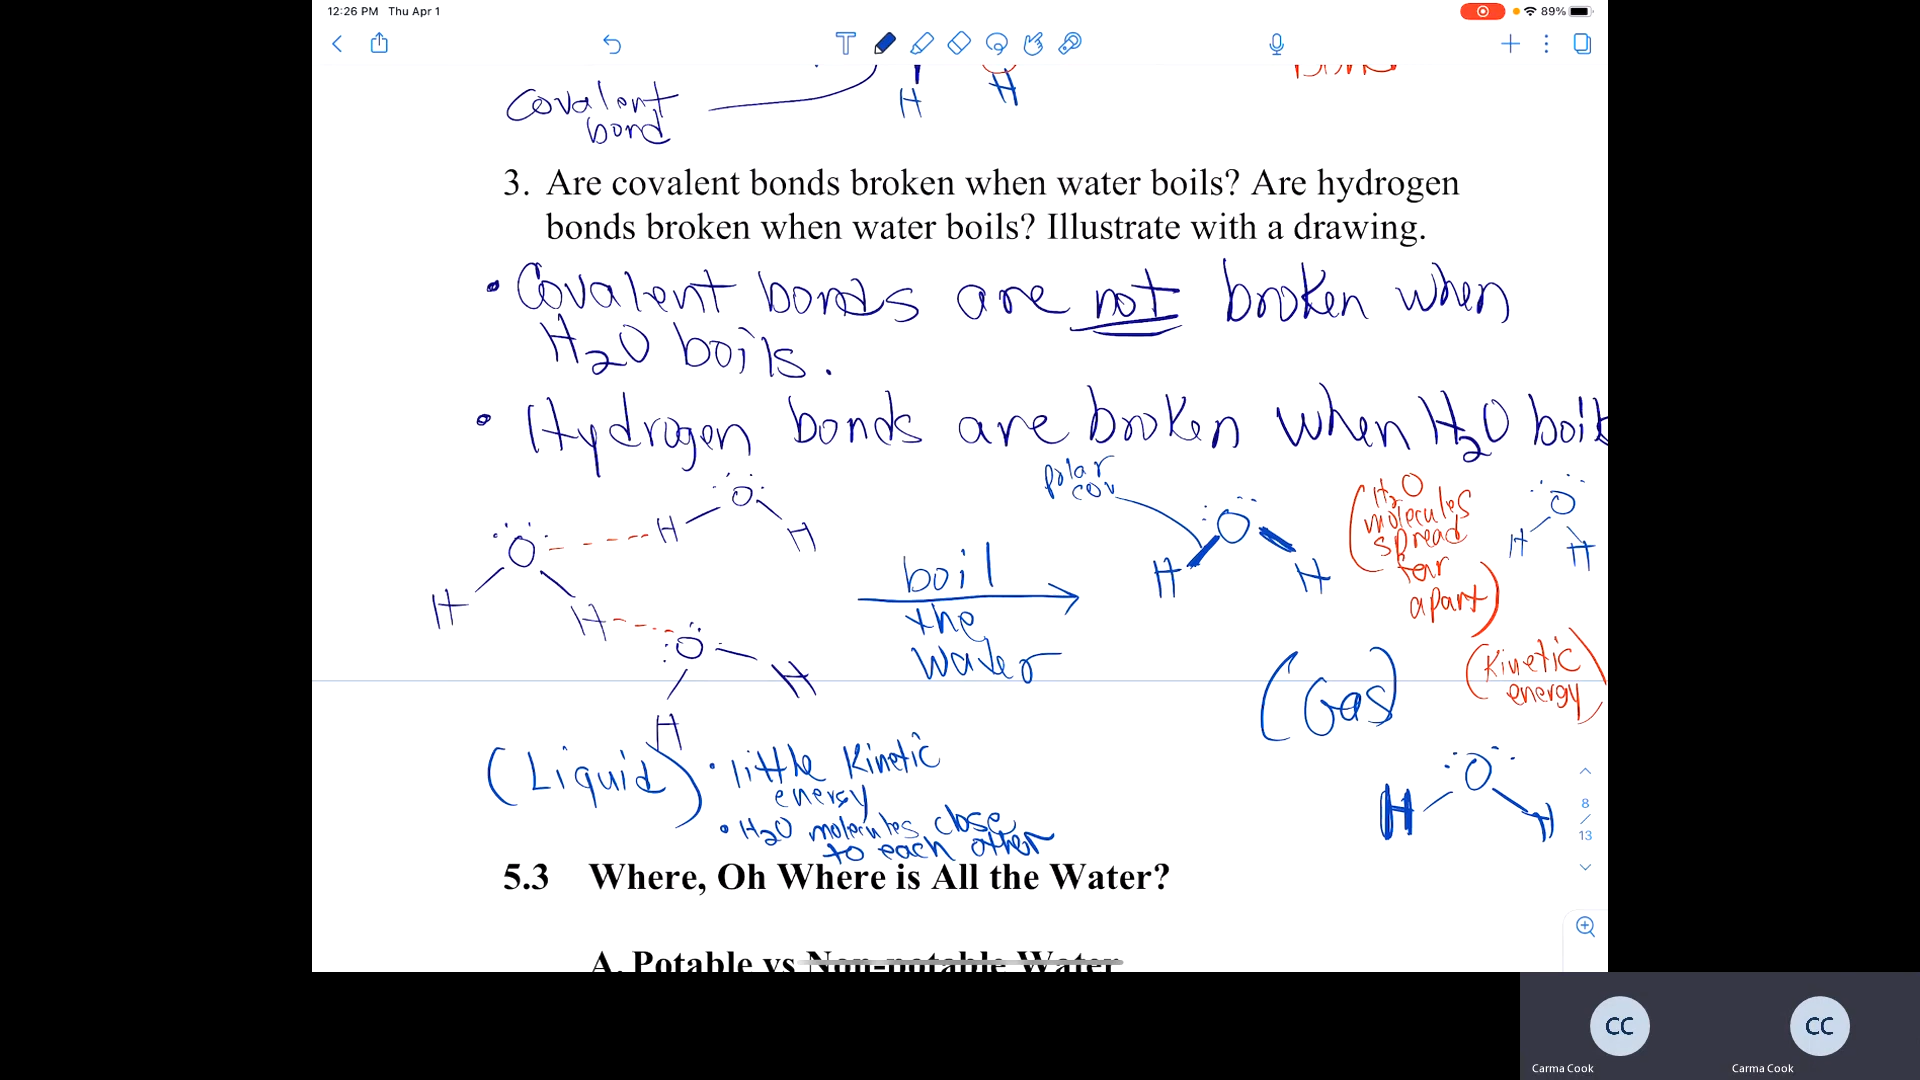 12:26 PM Thu Apr 1
89%
Covalent
bond
H
H
3. Are covalent bonds broken when water boils? Are hydrogen
bonds broken when water boils? Illustrate with a drawing.
• Covalent bonds are not broken when
H2O boils.
• Hydrogen bonds are broken when H2O boils
polar
cov
O
H
H
O
H
H
O
H
H
boil
the
water
O
H
H
(H2O
molecules
spread
far
apart)
O
H
H
(Gas)
(Kinetic
energy)
(Liquid)
• little Kinetic
energy
• H2O molecules close
to each other
O
H
H
8
/
13
5.3 Where, Oh Where is All the Water?
A. Potable vs Non-potable Water
CC
CC
Carma Cook
Carma Cook